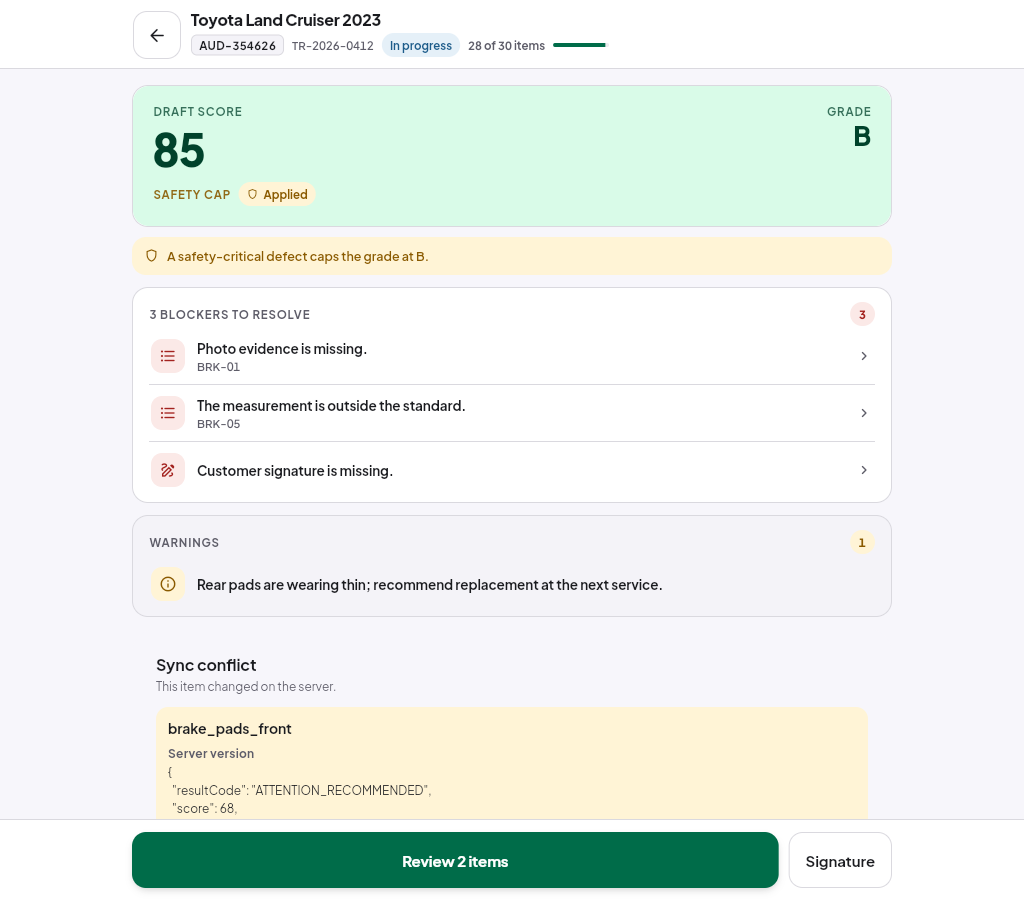 Toyota Land Cruiser 2023
AUD-354626 TR-2026-0412 In progress 28 of 30 items
DRAFT SCORE
GRADE
85
B
SAFETY CAP Applied
A safety-critical defect caps the grade at B.
3 BLOCKERS TO RESOLVE
3
Photo evidence is missing.
BRK-01
The measurement is outside the standard.
BRK-05
Customer signature is missing.
WARNINGS
1
Rear pads are wearing thin; recommend replacement at the next service.
Sync conflict
This item changed on the server.
brake_pads_front
Server version
{
"resultCode": "ATTENTION_RECOMMENDED",
"score": 68,
Review 2 items
Signature